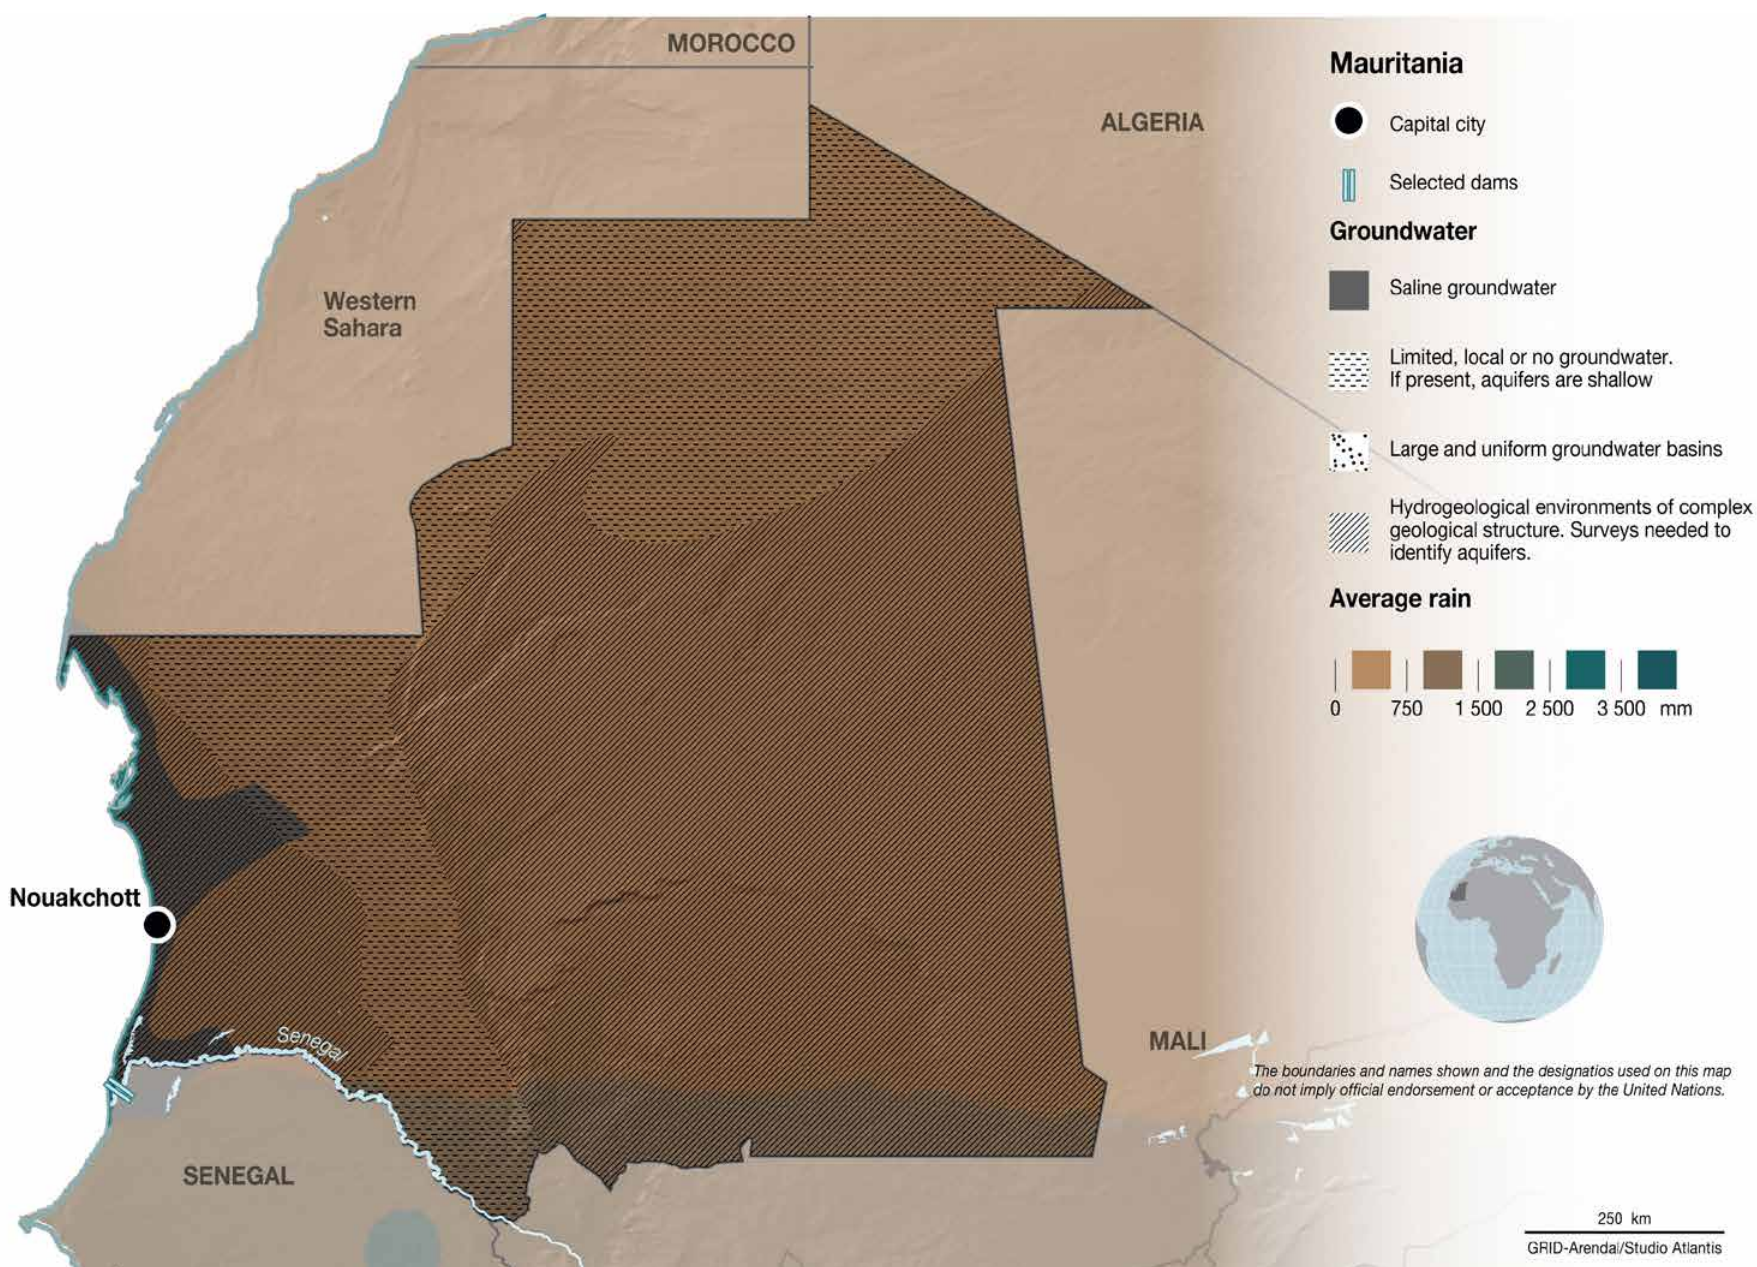 MOROCCO
ALGERIA
Western
Sahara
Nouakchott
Senegal
MALI
SENEGAL
Mauritania
Capital city
Selected dams
Groundwater
Saline groundwater
Limited, local or no groundwater.
If present, aquifers are shallow
Large and uniform groundwater basins
Hydrogeological environments of complex
geological structure. Surveys needed to
identify aquifers.
Average rain
0 750 1 500 2 500 3 500 mm
The boundaries and names shown and the designatios used on this map
do not imply official endorsement or acceptance by the United Nations.
250 km
GRID-Arendal/Studio Atlantis